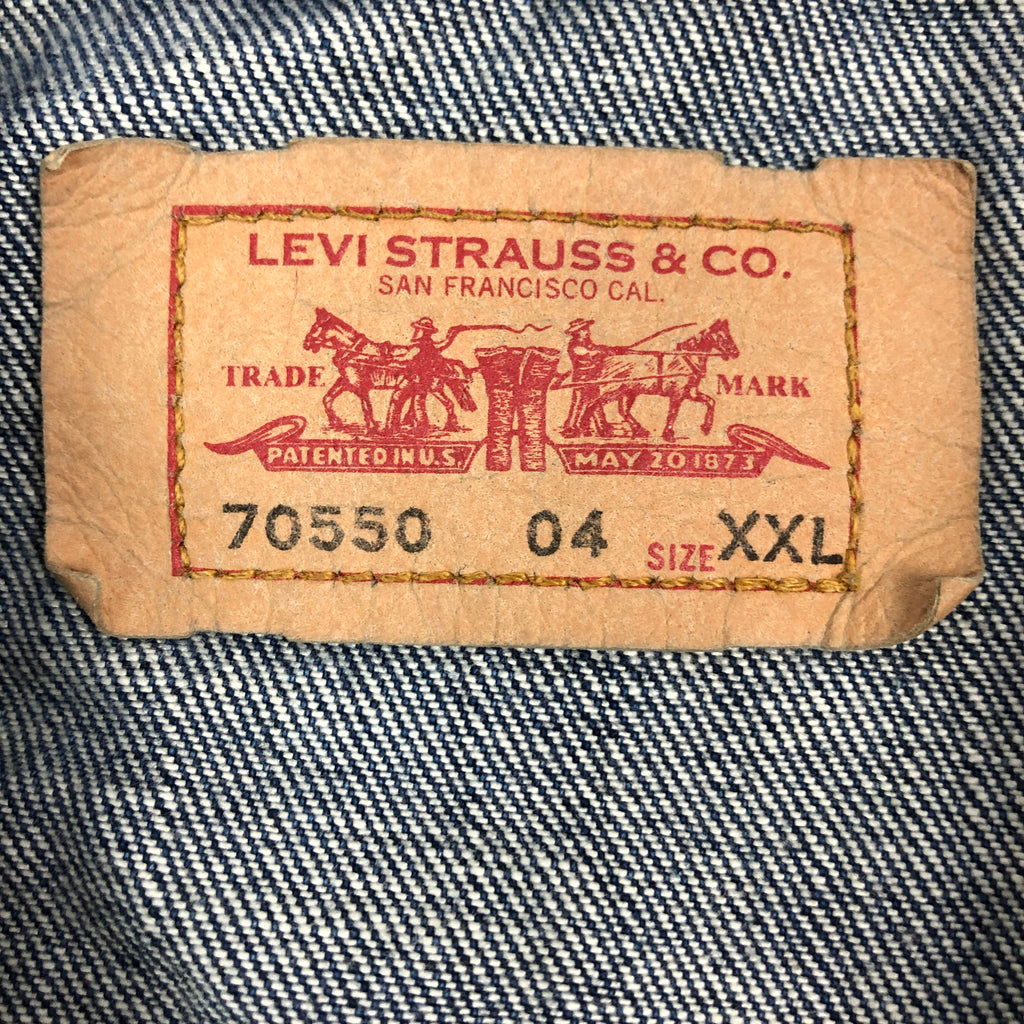 LEVI STRAUSS & CO.
SAN FRANCISCO CAL.
TRADE MARK
PATENTED IN U.S. MAY 20 1873
70550 04 SIZE XXL